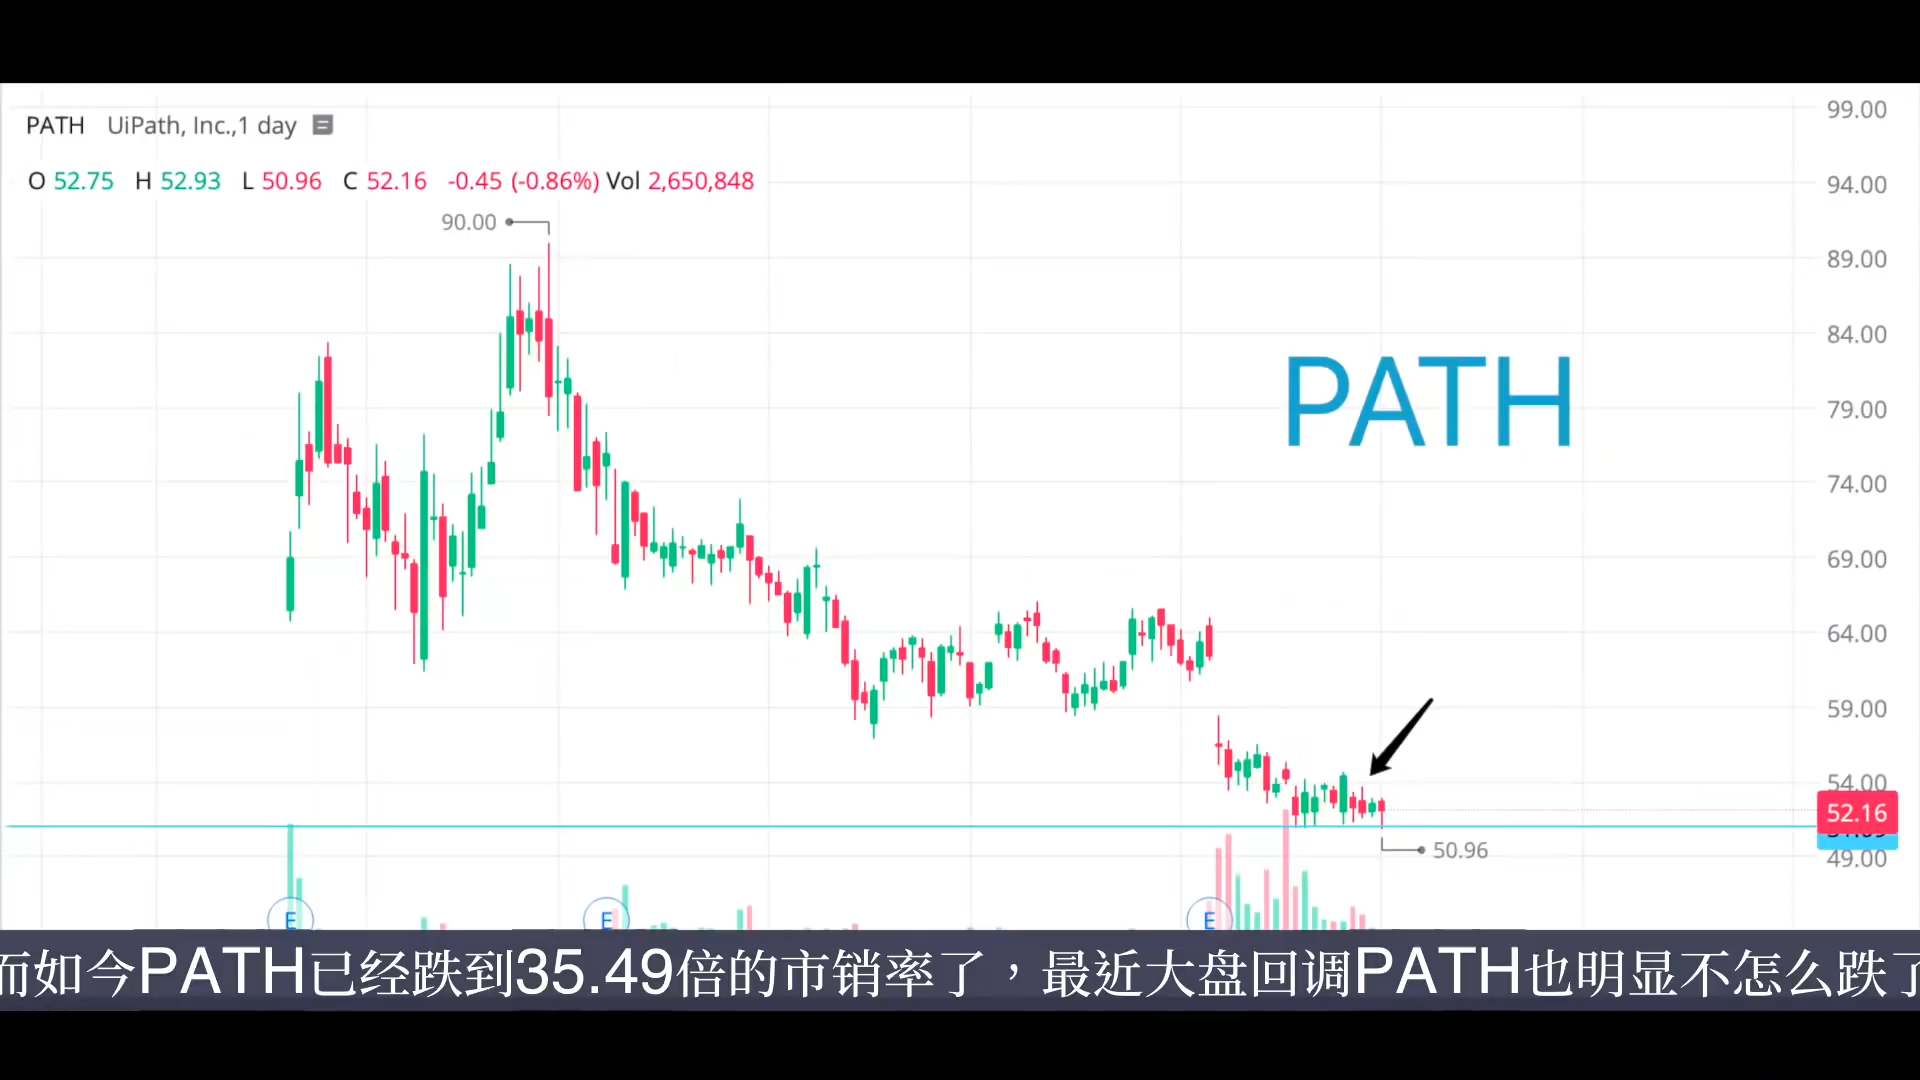 PATH UiPath, Inc.,1 day
O 52.75 H 52.93 L 50.96 C 52.16 -0.45 (-0.86%) Vol 2,650,848
90.00
PATH
99.00
94.00
89.00
84.00
79.00
74.00
69.00
64.00
59.00
54.00
52.16
49.00
50.96
E
E
E
而如今PATH已经跌到35.49倍的市销率了，最近大盘回调PATH也明显不怎么跌了